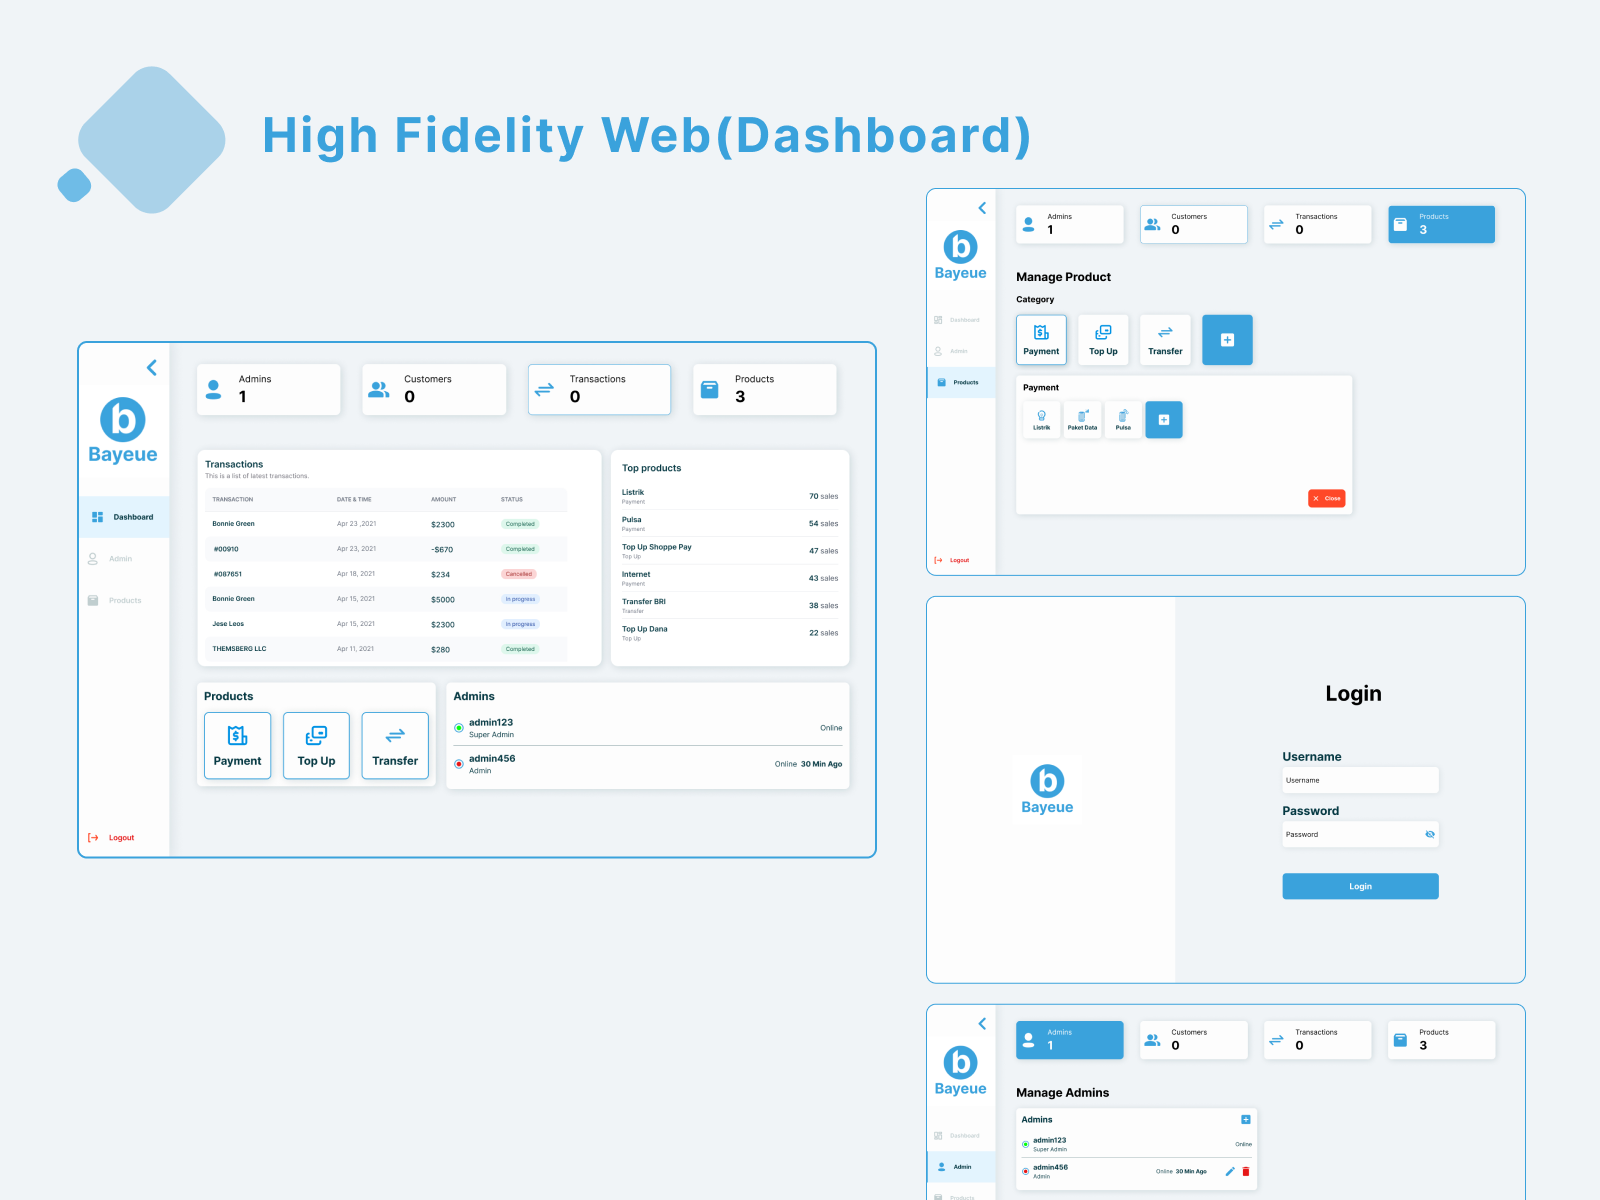 High Fidelity Web(Dashboard)
b
Bayeue
Dashboard
Admin
Products
Logout
Admins
1
Customers
0
Transactions
0
Products
3
Transactions
This is a list of latest transactions.
TRANSACTION DATE & TIME AMOUNT STATUS
Bonnie Green Apr 23 ,2021 $2300 Completed
#00910 Apr 23, 2021 -$670 Completed
#087651 Apr 18, 2021 $234 Cancelled
Bonnie Green Apr 15, 2021 $5000 In progress
Jese Leos Apr 15, 2021 $2300 In progress
THEMSBERG LLC Apr 11, 2021 $280 Completed
Top products
Listrik
Payment
70 sales
Pulsa
Payment
54 sales
Top Up Shoppe Pay
Top Up
47 sales
Internet
Payment
43 sales
Transfer BRI
Transfer
38 sales
Top Up Dana
Top Up
22 sales
Products
Payment
Top Up
Transfer
Admins
admin123
Super Admin
Online
admin456
Admin
Online 30 Min Ago
b
Bayeue
Dashboard
Admin
Products
Logout
Admins
1
Customers
0
Transactions
0
Products
3
Manage Product
Category
Payment
Top Up
Transfer
Payment
Listrik
Paket Data
Pulsa
Close
b
Bayeue
Login
Username
Username
Password
Password
Login
b
Bayeue
Dashboard
Admin
Products
Admins
1
Customers
0
Transactions
0
Products
3
Manage Admins
Admins
admin123
Super Admin
Online
admin456
Admin
Online 30 Min Ago